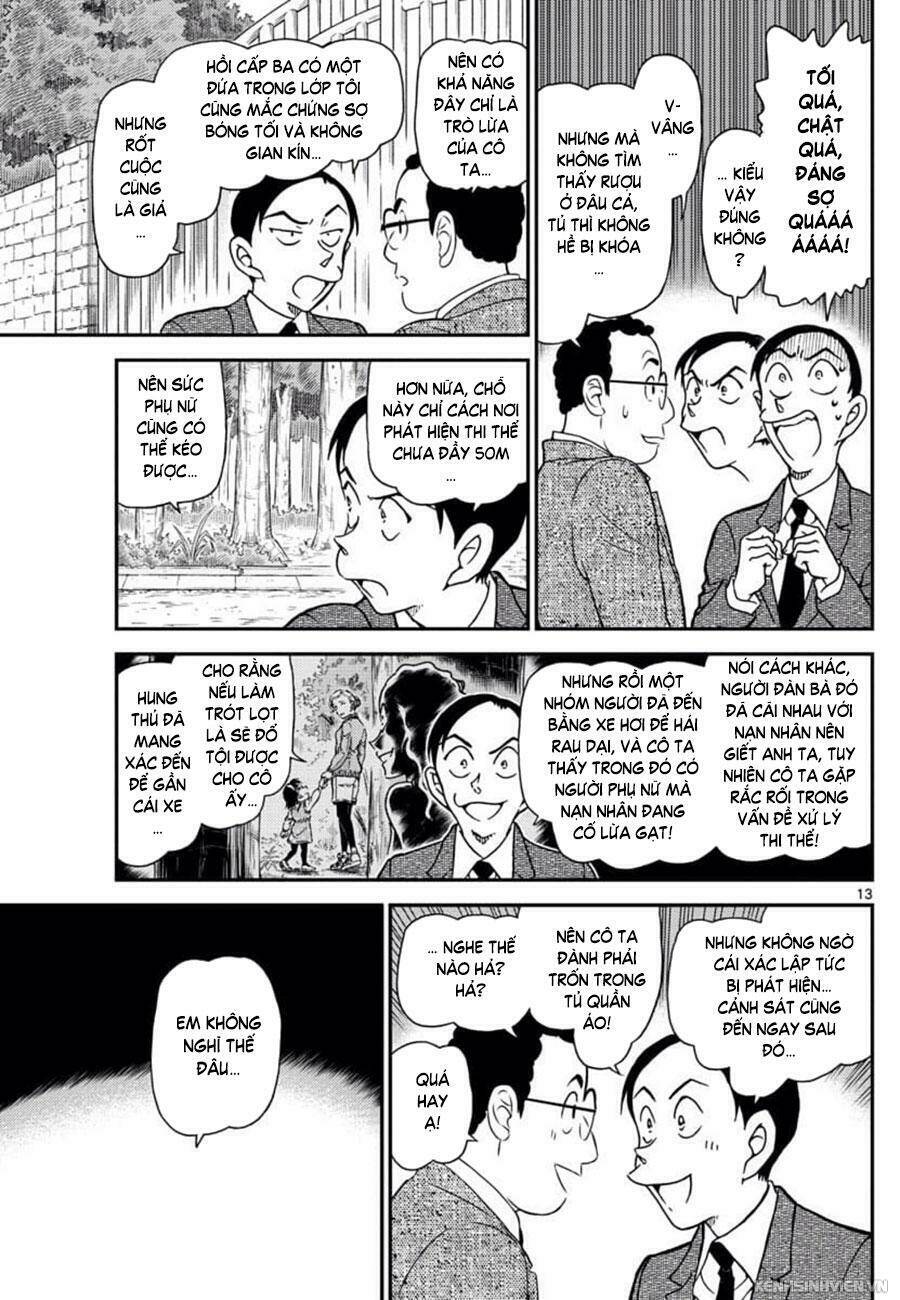 TỐI
QUÁ,
CHẬT
QUÁ,
ĐÁNG
SỢ
QUÁÁÁ
ÁÁÁÁ!
... KIỂU
VẬY
ĐÚNG
KHÔNG
?
V-
VÂNG
...
NHƯNG MÀ
KHÔNG TÌM
THẤY RƯỢU
Ở ĐÂU CẢ,
TỦ THÌ KHÔNG
HỀ BỊ KHÓA
...
NÊN CÓ
KHẢ NĂNG
ĐÂY CHỈ LÀ
TRÒ LỪA
CỦA CÔ
TA...
HỒI CẤP BA CÓ MỘT
ĐỨA TRONG LỚP TÔI
CŨNG MẮC CHỨNG SỢ
BÓNG TỐI VÀ KHÔNG
GIAN KÍN...
NHƯNG
RỐT
CUỘC
CŨNG
LÀ GIẢ
...
HƠN NỮA, CHỖ
NÀY CHỈ CÁCH NƠI
PHÁT HIỆN THI THỂ
CHƯA ĐẦY 50M
...
NÊN SỨC
PHỤ NỮ
CŨNG CÓ
THỂ KÉO
ĐƯỢC...
NÓI CÁCH KHÁC,
NGƯỜI ĐÀN BÀ ĐÓ
ĐÃ CÃI NHAU VỚI
NẠN NHÂN NÊN
GIẾT ANH TA, TUY
NHIÊN CÔ TA GẶP
RẮC RỐI TRONG
VẤN ĐỀ XỬ LÝ
THI THỂ!
NHƯNG RỒI MỘT
NHÓM NGƯỜI ĐÃ ĐẾN
BẰNG XE HƠI ĐỂ HÁI
RAU DẠI, VÀ CÔ TA
THẤY TRONG ĐÓ CÓ
NGƯỜI PHỤ NỮ MÀ
NẠN NHÂN ĐANG
CỐ LỪA GẠT!
CHO RẰNG
NẾU LÀM
TRÓT LỌT
LÀ SẼ ĐỔ
TỘI ĐƯỢC
CHO CÔ
ẤY...
HUNG
THỦ ĐÃ
MANG
XÁC ĐẾN
ĐỂ GẦN
CÁI XE
...
13
NHƯNG KHÔNG NGỜ
CÁI XÁC LẬP TỨC
BỊ PHÁT HIỆN...
CẢNH SÁT CŨNG
ĐẾN NGAY SAU
ĐÓ...
NÊN CÔ TA
ĐÀNH PHẢI
TRỐN TRONG
TỦ QUẦN
ÁO!
... NGHE THẾ
NÀO HẢ?
HẢ?
QUÁ
HAY
Ạ!
EM KHÔNG
NGHĨ THẾ
ĐÂU...
KENH SINHVIEN.VN